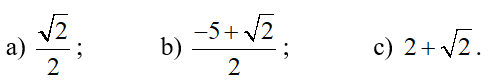 a) √2/2 ; b) (−5+√2)/2 ; c) 2+√2 .